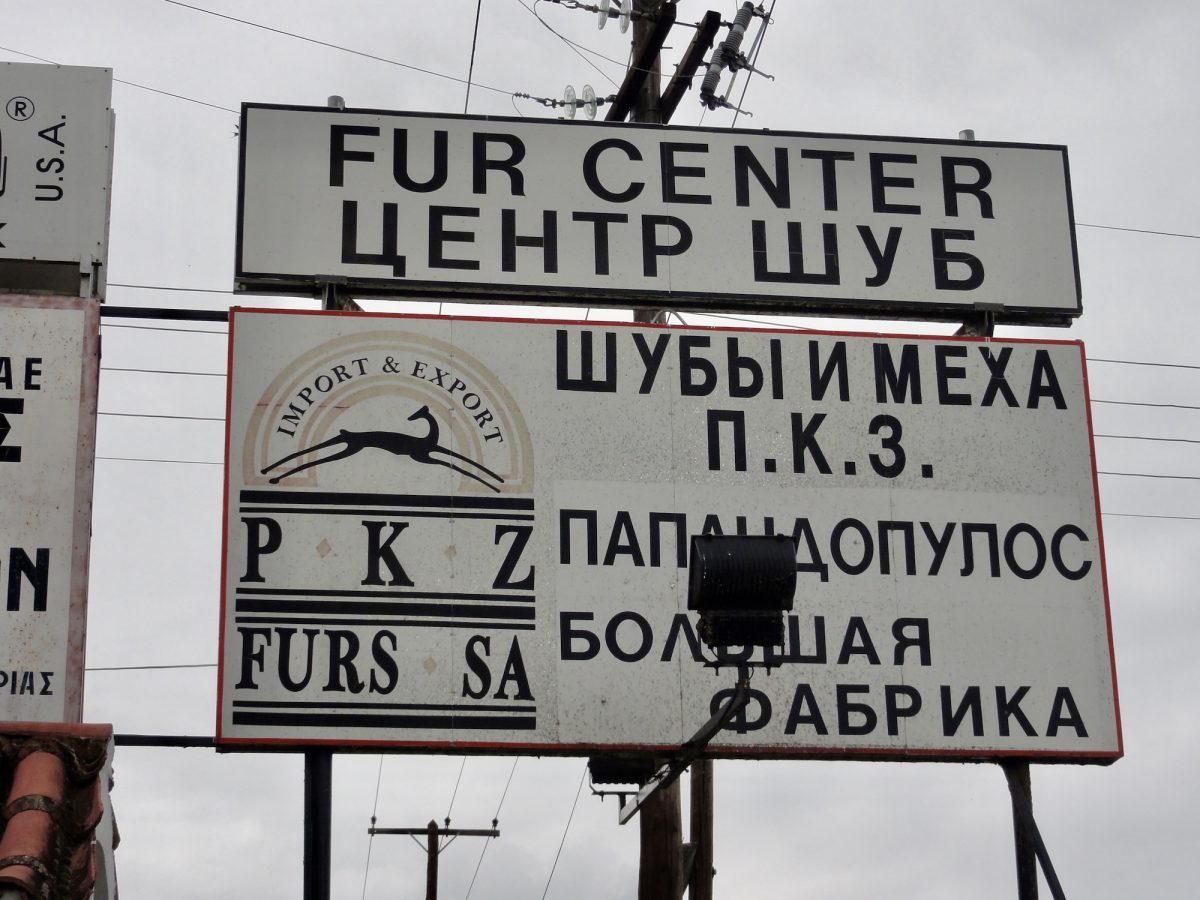 ®
U.S.A.
FUR CENTER
ЦЕНТР ШУБ
IMPORT & EXPORT
P K Z
FURS SA
ШУБЫ И МЕХА
П.К.З.
ПАПАНДОПУЛОС
БОЛЬШАЯ
ФАБРИКА